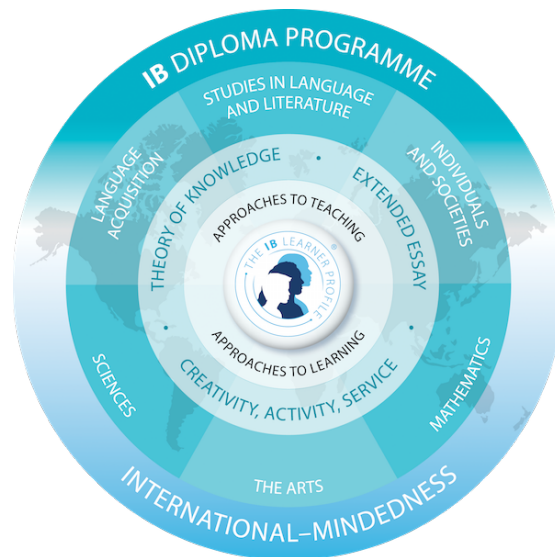 IB DIPLOMA PROGRAMME
STUDIES IN LANGUAGE
AND LITERATURE
LANGUAGE
ACQUISITION
INDIVIDUALS
AND SOCIETIES
THEORY OF KNOWLEDGE
•
EXTENDED ESSAY
•
APPROACHES TO TEACHING
THE IB LEARNER PROFILE ®
APPROACHES TO LEARNING
•
CREATIVITY, ACTIVITY, SERVICE
SCIENCES
MATHEMATICS
THE ARTS
INTERNATIONAL–MINDEDNESS